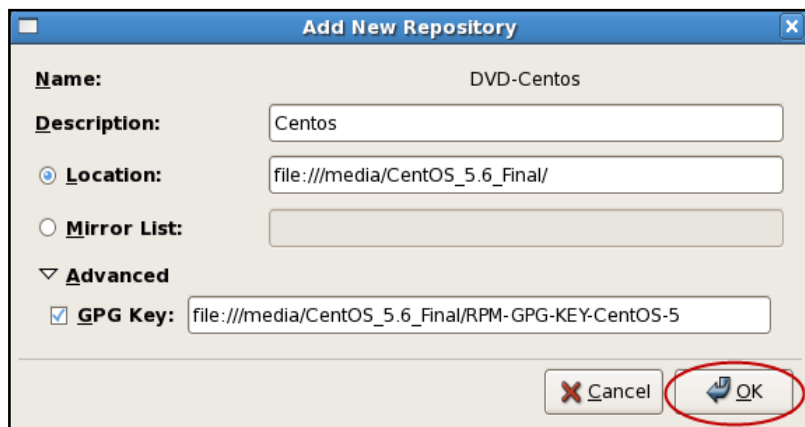 Add New Repository
Name: DVD-Centos
Description: Centos
Location: file:///media/CentOS_5.6_Final/
Mirror List:
Advanced
GPG Key: file:///media/CentOS_5.6_Final/RPM-GPG-KEY-CentOS-5
Cancel OK